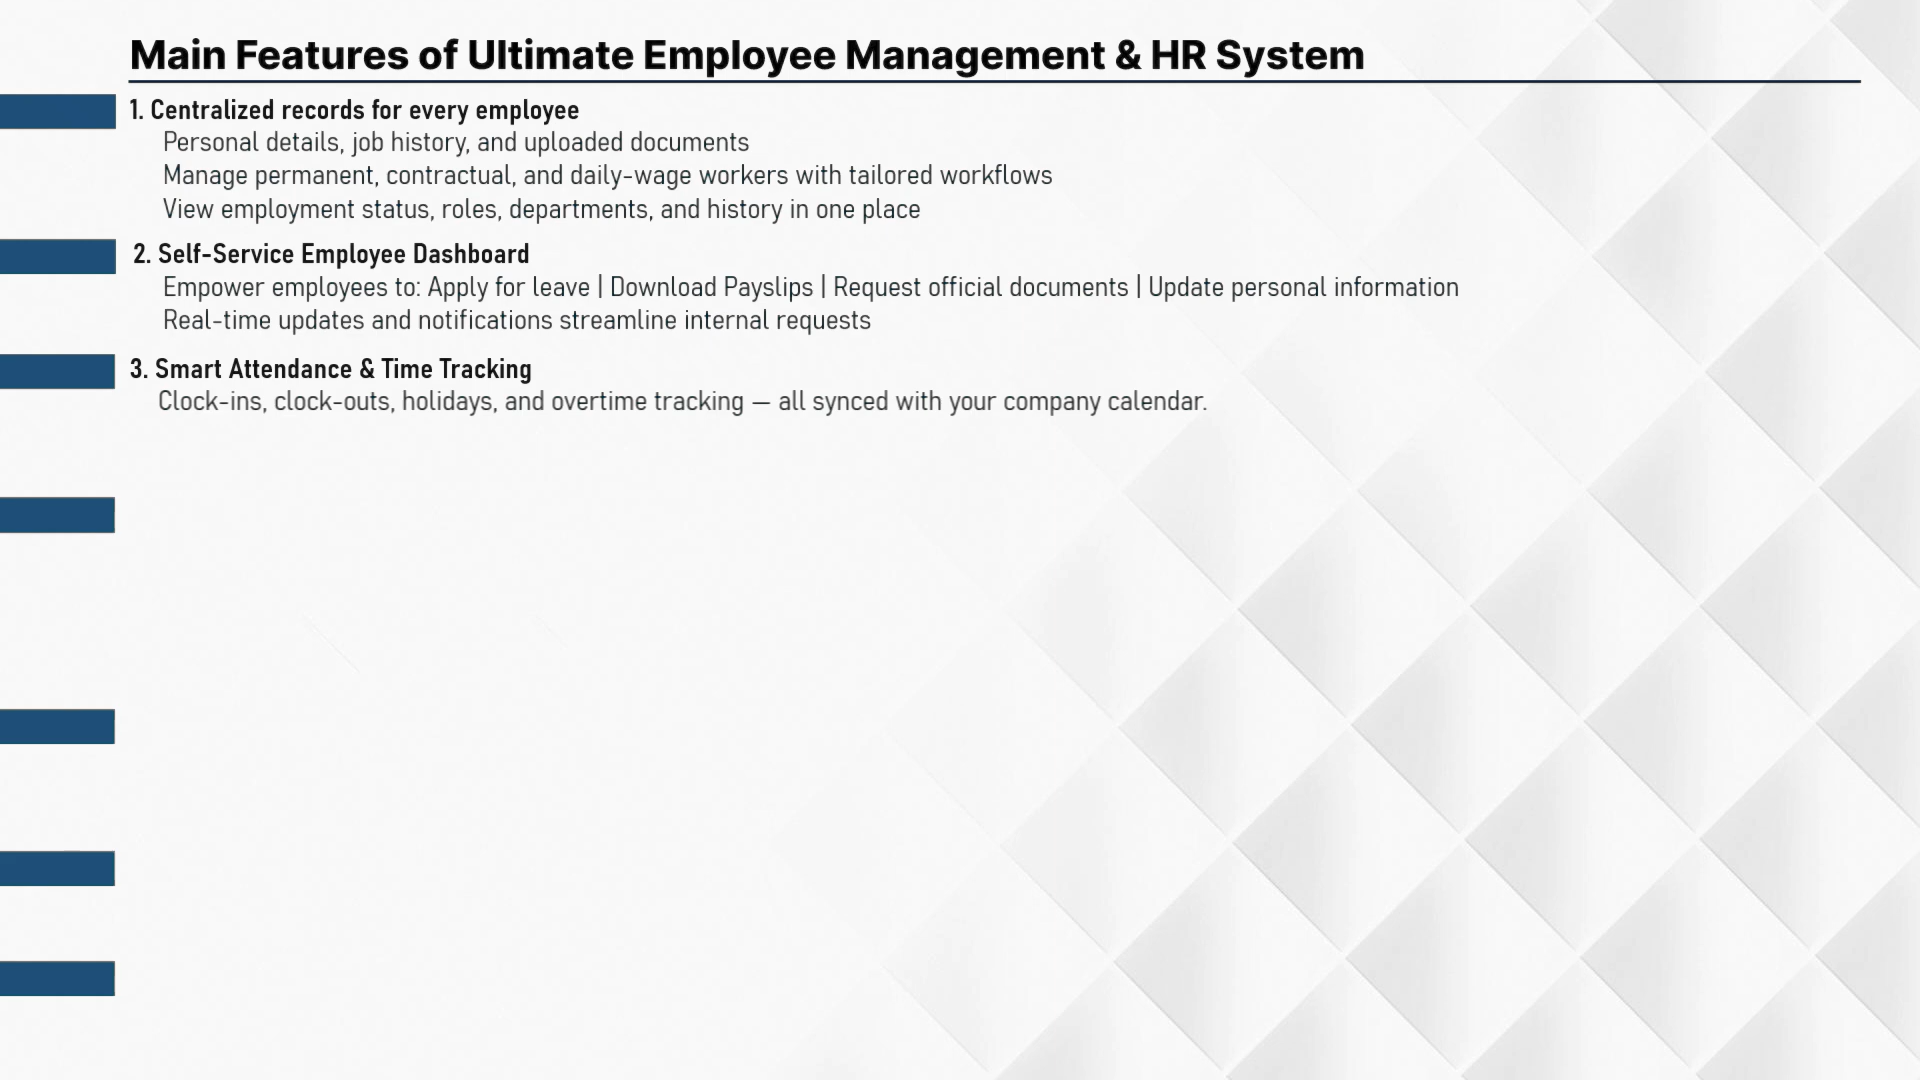 Main Features of Ultimate Employee Management & HR System
1. Centralized records for every employee
Personal details, job history, and uploaded documents
Manage permanent, contractual, and daily-wage workers with tailored workflows
View employment status, roles, departments, and history in one place
2. Self-Service Employee Dashboard
Empower employees to: Apply for leave | Download Payslips | Request official documents | Update personal information
Real-time updates and notifications streamline internal requests
3. Smart Attendance & Time Tracking
Clock-ins, clock-outs, holidays, and overtime tracking — all synced with your company calendar.